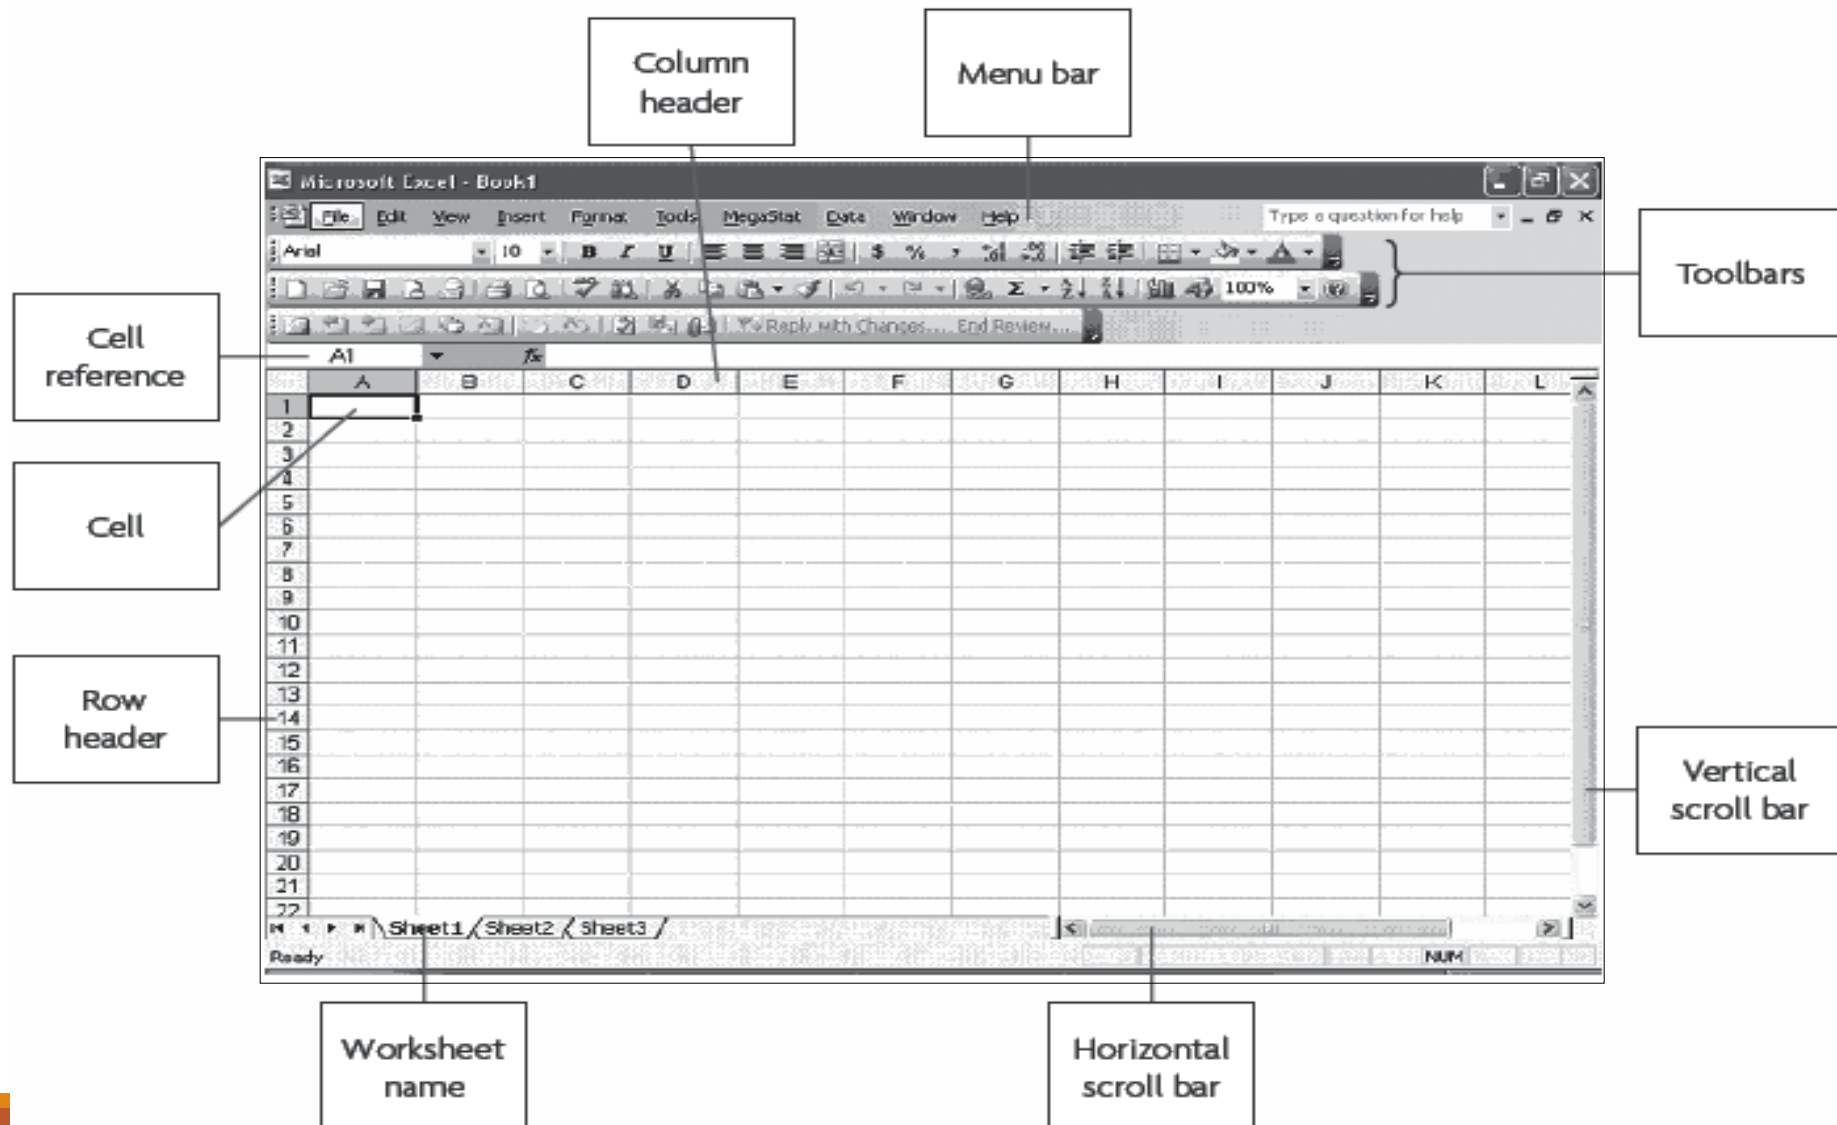 Column
header
Menu bar
Microsoft Excel - Book1
File Edit View Insert Format Tools MegaStat Data Window Help Type a question for help
Arial 10 B I U $ % ,
Σ 100%
Reply with Changes... End Review...
Toolbars
Cell
reference
A1 fx
A B C D E F G H I J K L
1
2
3
4
5
6
7
8
9
10
11
12
13
14
15
16
17
18
19
20
21
22
Cell
Row
header
Vertical
scroll bar
Sheet1 Sheet2 Sheet3
Ready NUM
Worksheet
name
Horizontal
scroll bar